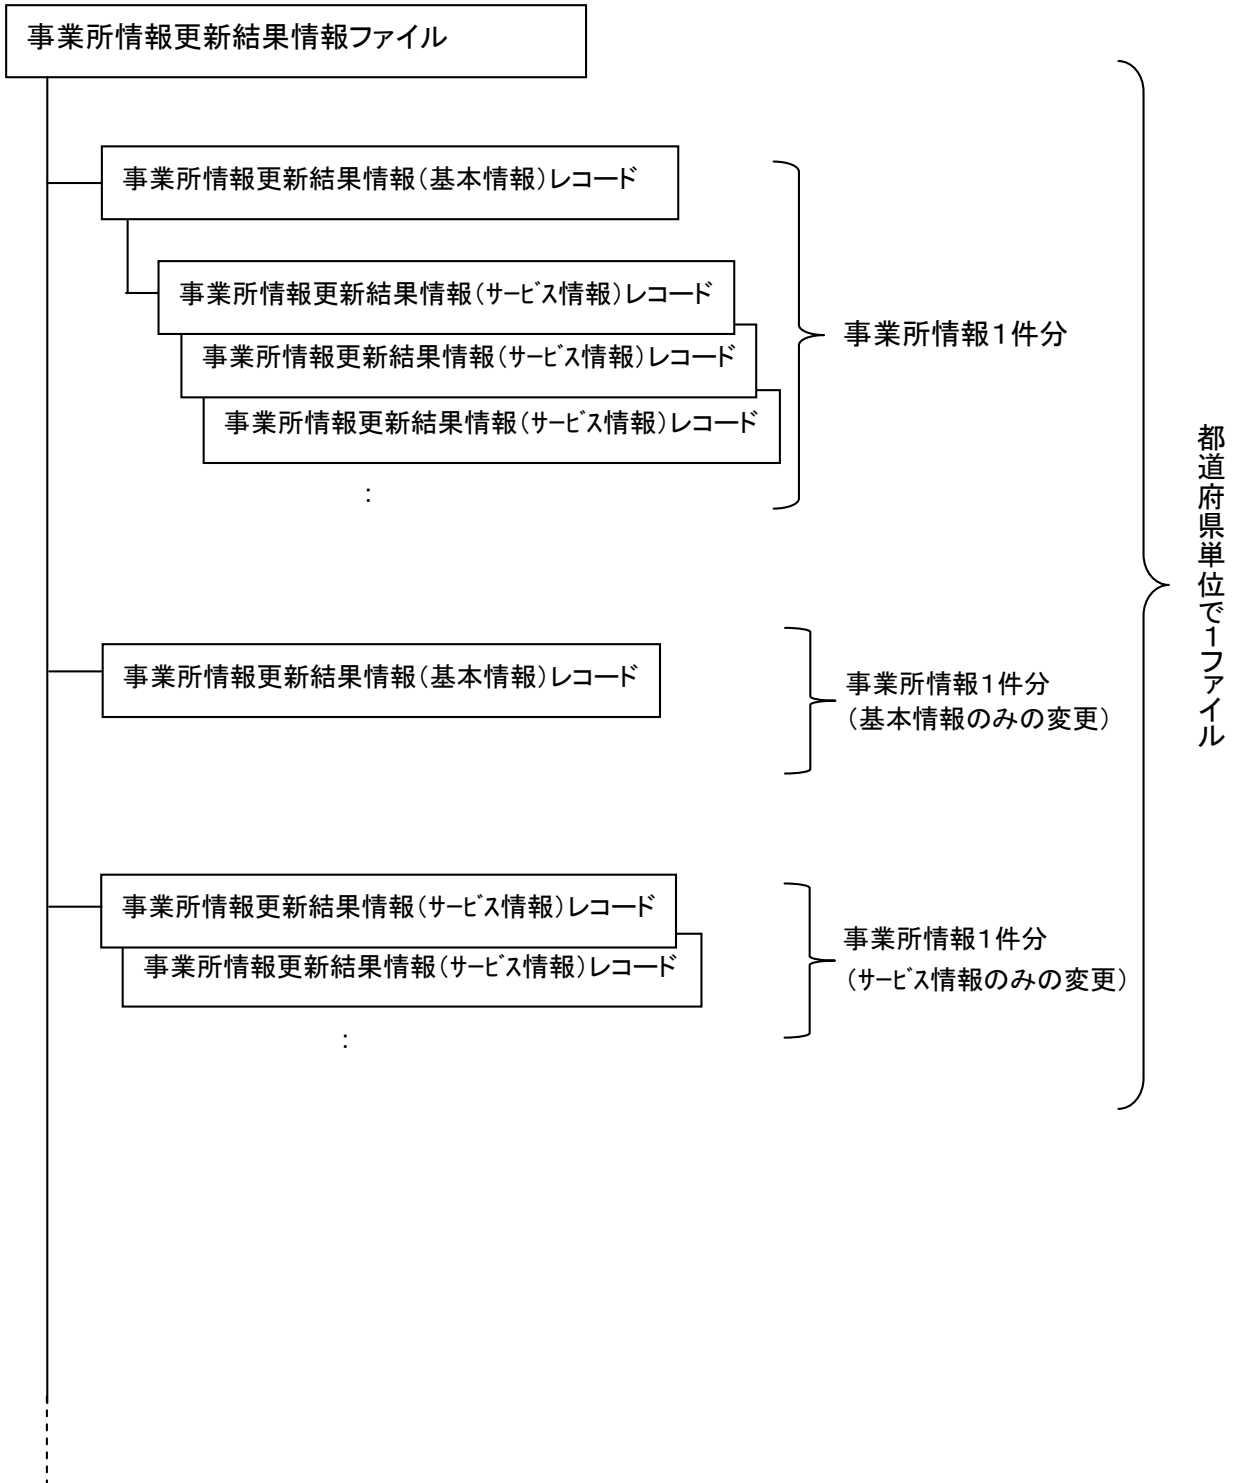 事業所情報更新結果情報ファイル
事業所情報更新結果情報（基本情報）レコード
事業所情報更新結果情報（ｻｰﾋﾞｽ情報）レコード
事業所情報更新結果情報（ｻｰﾋﾞｽ情報）レコード
事業所情報更新結果情報（ｻｰﾋﾞｽ情報）レコード
：
事業所情報１件分
事業所情報更新結果情報（基本情報）レコード
事業所情報１件分
（基本情報のみの変更）
事業所情報更新結果情報（ｻｰﾋﾞｽ情報）レコード
事業所情報更新結果情報（ｻｰﾋﾞｽ情報）レコード
：
事業所情報１件分
（ｻｰﾋﾞｽ情報のみの変更）
都道府県単位で１ファイル